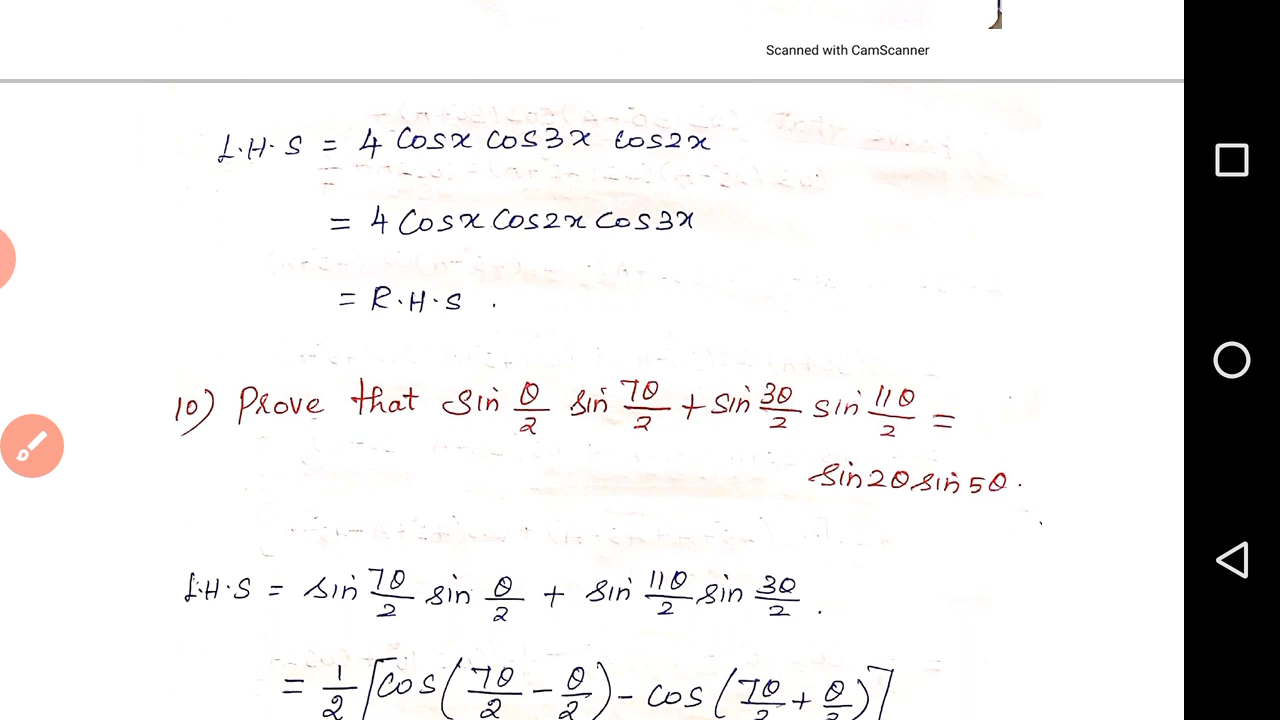 Scanned with CamScanner
L.H.S = 4 cosx cos3x cos2x
= 4 cosx cos2x cos3x
= R.H.S .
10) Prove that sin θ/2 sin 7θ/2 + sin 3θ/2 sin 11θ/2 =
sin2θ sin5θ.
L.H.S = sin 7θ/2 sin θ/2 + sin 11θ/2 sin 3θ/2 .
= 1/2 [cos(7θ/2 - θ/2) - cos(7θ/2 + θ/2)]